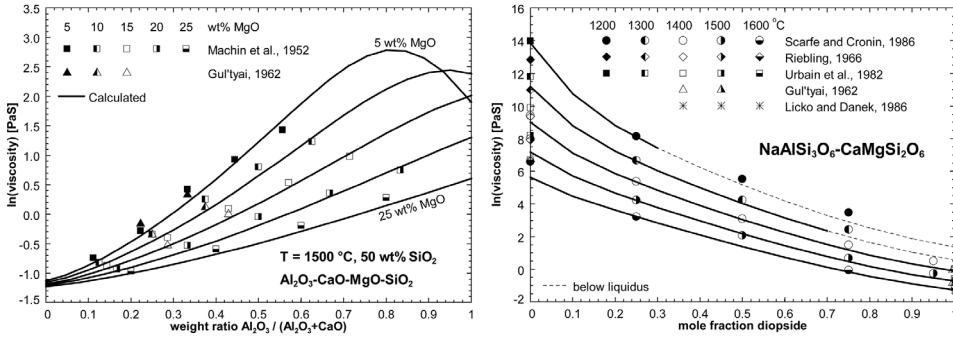 5 10 15 20 25 wt% MgO
Machin et al., 1952
Gul'tyai, 1962
Calculated
5 wt% MgO
25 wt% MgO
T = 1500 °C, 50 wt% SiO₂
Al₂O₃-CaO-MgO-SiO₂
ln(viscosity) [PaS]
3.0
2.5
2.0
1.5
1.0
0.5
0.0
-0.5
-1.0
-1.5
0 0.1 0.2 0.3 0.4 0.5 0.6 0.7 0.8 0.9 1
weight ratio Al₂O₃ / (Al₂O₃+CaO)
1200 1300 1400 1500 1600 °C
Scarfe and Cronin, 1986
Riebling, 1966
Urbain et al., 1982
Gul'tyai, 1962
Licko and Danek, 1986
NaAlSi₃O₆-CaMgSi₂O₆
below liquidus
ln(viscosity) [PaS]
16
14
12
10
8
6
4
2
0
-2
0.0 0.1 0.2 0.3 0.4 0.5 0.6 0.7 0.8 0.9 1.0
mole fraction diopside